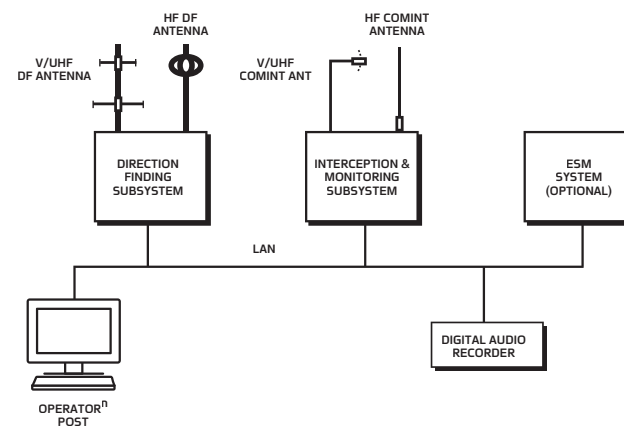 HF DF
ANTENNA
HF COMINT
ANTENNA
V/UHF
DF ANTENNA
V/UHF
COMINT ANT
DIRECTION
FINDING
SUBSYSTEM
INTERCEPTION &
MONITORING
SUBSYSTEM
ESM
SYSTEM
(OPTIONAL)
LAN
DIGITAL AUDIO
RECORDER
OPERATORⁿ
POST